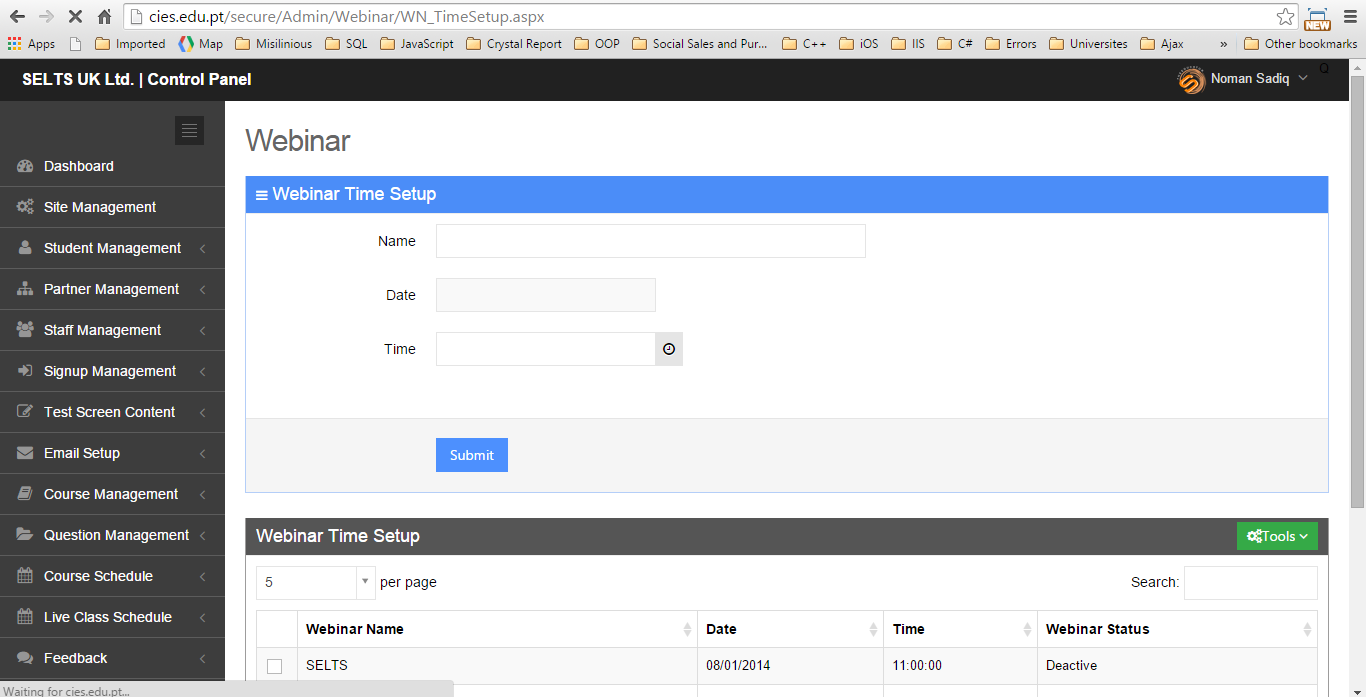 cies.edu.pt/secure/Admin/Webinar/WN_TimeSetup.aspx
NEW
Apps Imported Map Misilinious SQL JavaScript Crystal Report OOP Social Sales and Pur... C++ iOS IIS C# Errors Universites Ajax » Other bookmarks
SELTS UK Ltd. | Control Panel
Noman Sadiq
Q
Dashboard
Site Management
Student Management
Partner Management
Staff Management
Signup Management
Test Screen Content
Email Setup
Course Management
Question Management
Course Schedule
Live Class Schedule
Feedback
Webinar
Webinar Time Setup
Name
Date
Time
Submit
Webinar Time Setup
Tools
5 per page Search:
Webinar Name Date Time Webinar Status
SELTS 08/01/2014 11:00:00 Deactive
Waiting for cies.edu.pt...